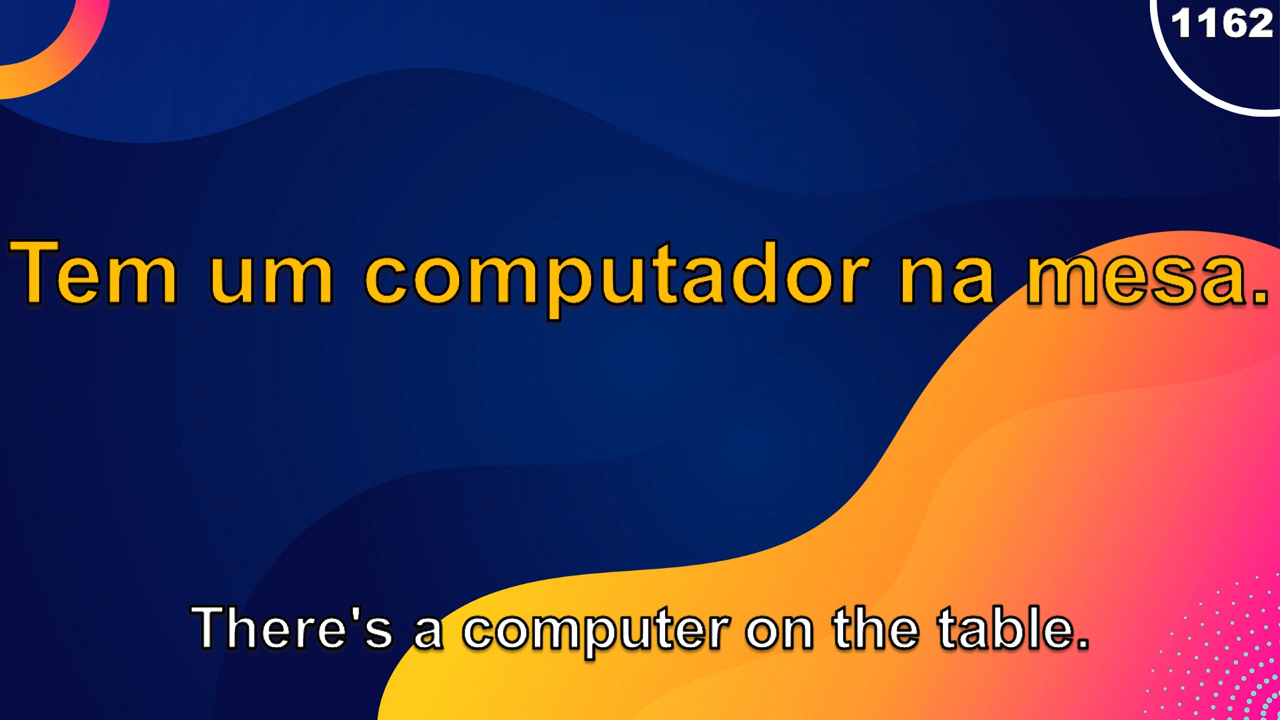 1162
Tem um computador na mesa.
There's a computer on the table.